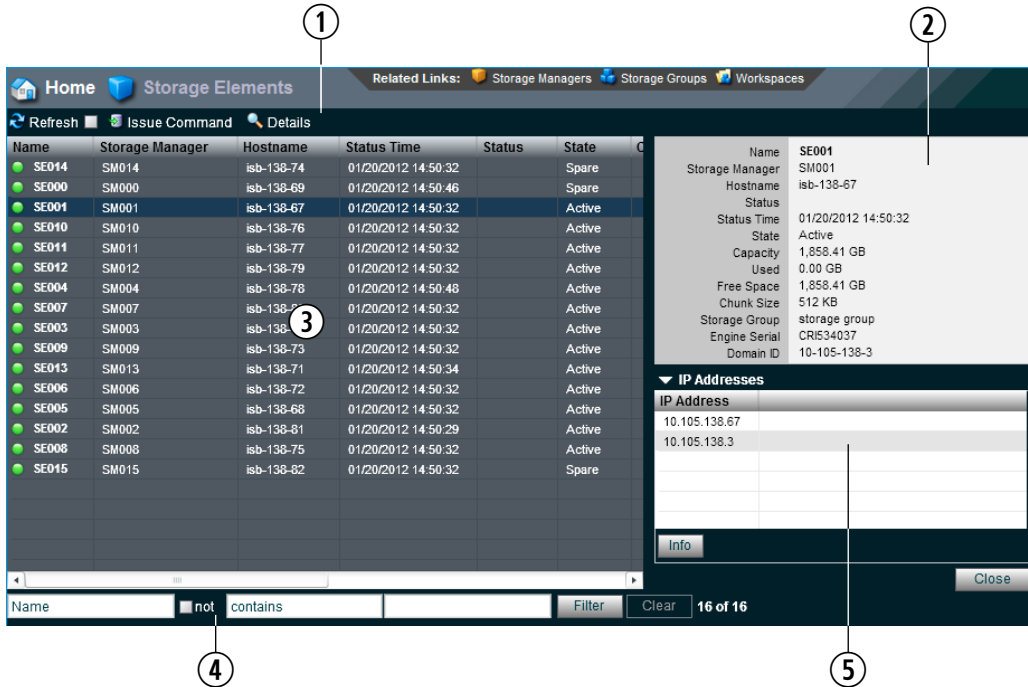 1
2
Home Storage Elements
Related Links: Storage Managers Storage Groups Workspaces
Refresh Issue Command Details
Name Storage Manager Hostname Status Time Status State
SE014 SM014 isb-138-74 01/20/2012 14:50:32 Spare
SE000 SM000 isb-138-69 01/20/2012 14:50:46 Spare
SE001 SM001 isb-138-67 01/20/2012 14:50:32 Active
SE010 SM010 isb-138-76 01/20/2012 14:50:32 Active
SE011 SM011 isb-138-77 01/20/2012 14:50:32 Active
SE012 SM012 isb-138-79 01/20/2012 14:50:32 Active
SE004 SM004 isb-138-78 01/20/2012 14:50:48 Active
SE007 SM007 01/20/2012 14:50:32 Active
SE003 SM003 01/20/2012 14:50:32 Active
3
SE009 SM009 isb-138-73 01/20/2012 14:50:32 Active
SE013 SM013 isb-138-71 01/20/2012 14:50:34 Active
SE006 SM006 isb-138-72 01/20/2012 14:50:32 Active
SE005 SM005 isb-138-68 01/20/2012 14:50:32 Active
SE002 SM002 isb-138-81 01/20/2012 14:50:29 Active
SE008 SM008 isb-138-75 01/20/2012 14:50:32 Active
SE015 SM015 isb-138-82 01/20/2012 14:50:32 Spare
Name SE001
Storage Manager SM001
Hostname isb-138-67
Status
Status Time 01/20/2012 14:50:32
State Active
Capacity 1,858.41 GB
Used 0.00 GB
Free Space 1,858.41 GB
Chunk Size 512 KB
Storage Group storage group
Engine Serial CRI534037
Domain ID 10-105-138-3
IP Addresses
IP Address
10.105.138.67
10.105.138.3
Info
Close
Name not contains Filter Clear 16 of 16
4
5